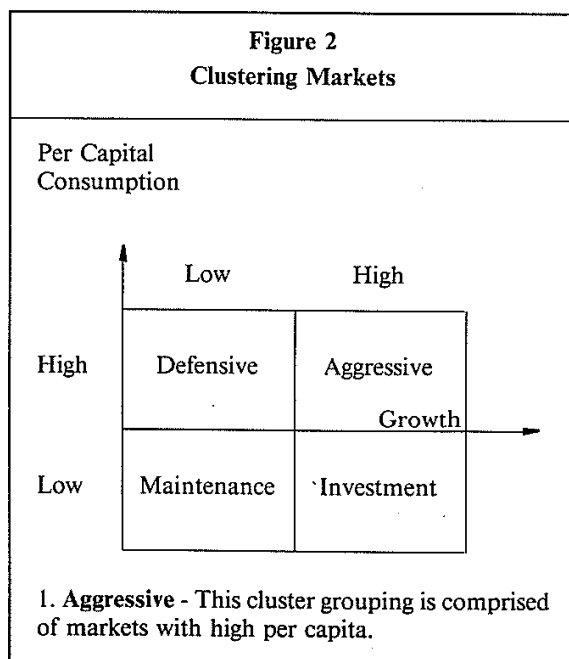 Figure 2
Clustering Markets
Per Capital
Consumption
Low High
High Defensive Aggressive
Growth
Low Maintenance Investment
1. Aggressive - This cluster grouping is comprised
of markets with high per capita.